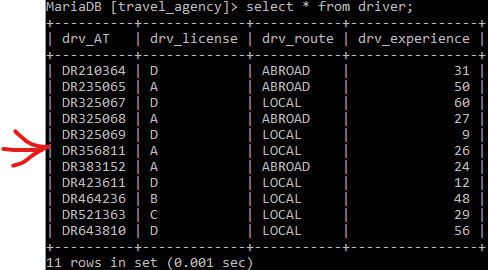 MariaDB [travel_agency]> select * from driver;
+----------+-------------+-----------+----------------+
| drv_AT   | drv_license | drv_route | drv_experience |
+----------+-------------+-----------+----------------+
| DR210364 | D           | ABROAD    |             31 |
| DR235065 | A           | ABROAD    |             50 |
| DR325067 | D           | LOCAL     |             60 |
| DR325068 | A           | ABROAD    |             27 |
| DR325069 | D           | LOCAL     |              9 |
| DR356811 | A           | LOCAL     |             26 |
| DR383152 | A           | ABROAD    |             24 |
| DR423611 | D           | LOCAL     |             12 |
| DR464236 | B           | LOCAL     |             48 |
| DR521363 | C           | LOCAL     |             29 |
| DR643810 | D           | LOCAL     |             56 |
+----------+-------------+-----------+----------------+
11 rows in set (0.001 sec)